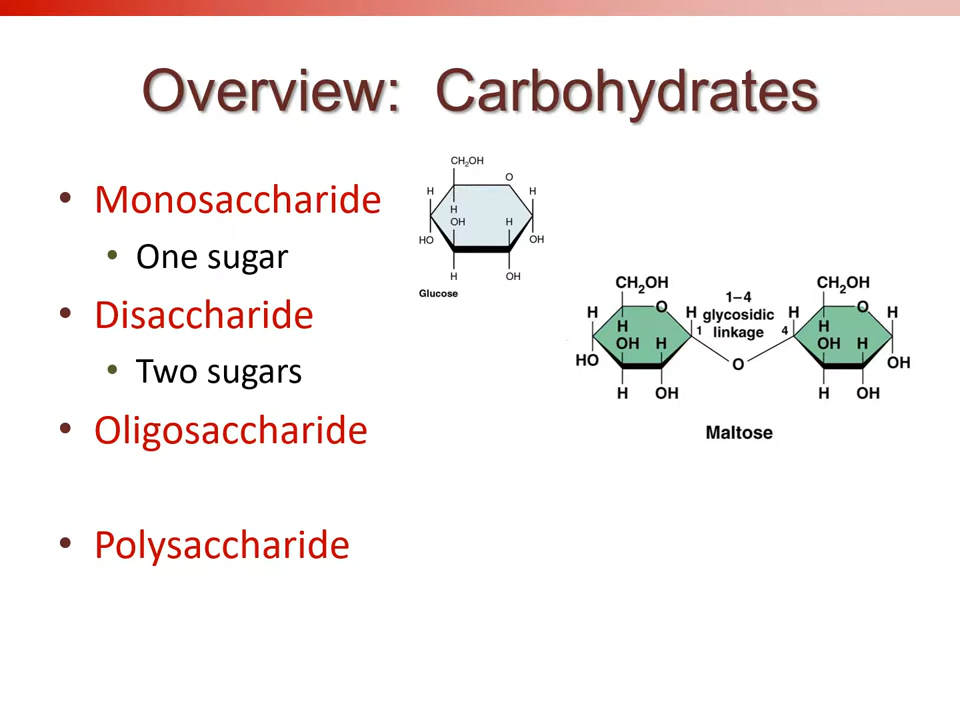 Overview: Carbohydrates
• Monosaccharide
• One sugar
• Disaccharide
• Two sugars
• Oligosaccharide
• Polysaccharide
CH2OH
O
H H
H
OH H
HO OH
H OH
Glucose
CH2OH CH2OH
1–4
O O
H H glycosidic H H
H 1 linkage 4 H
OH H OH H
HO O OH
H OH H OH
Maltose